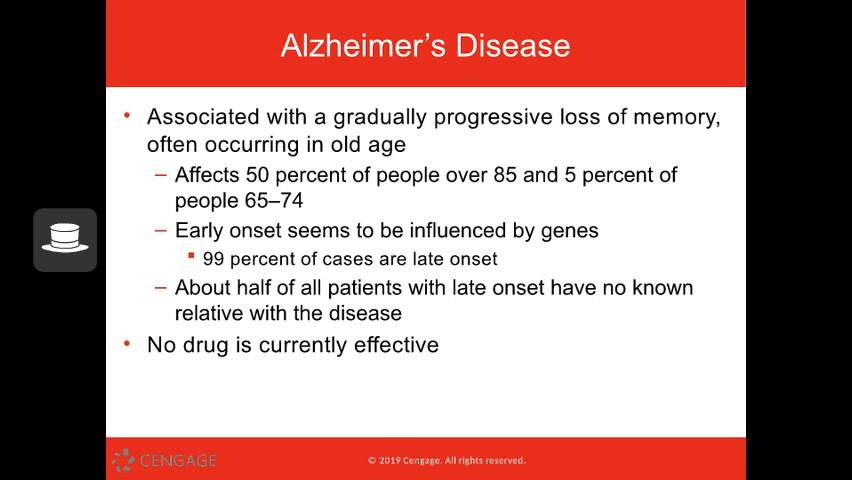 Alzheimer’s Disease
• Associated with a gradually progressive loss of memory,
often occurring in old age
– Affects 50 percent of people over 85 and 5 percent of
people 65–74
– Early onset seems to be influenced by genes
▪ 99 percent of cases are late onset
– About half of all patients with late onset have no known
relative with the disease
• No drug is currently effective
CENGAGE
© 2019 Cengage. All rights reserved.